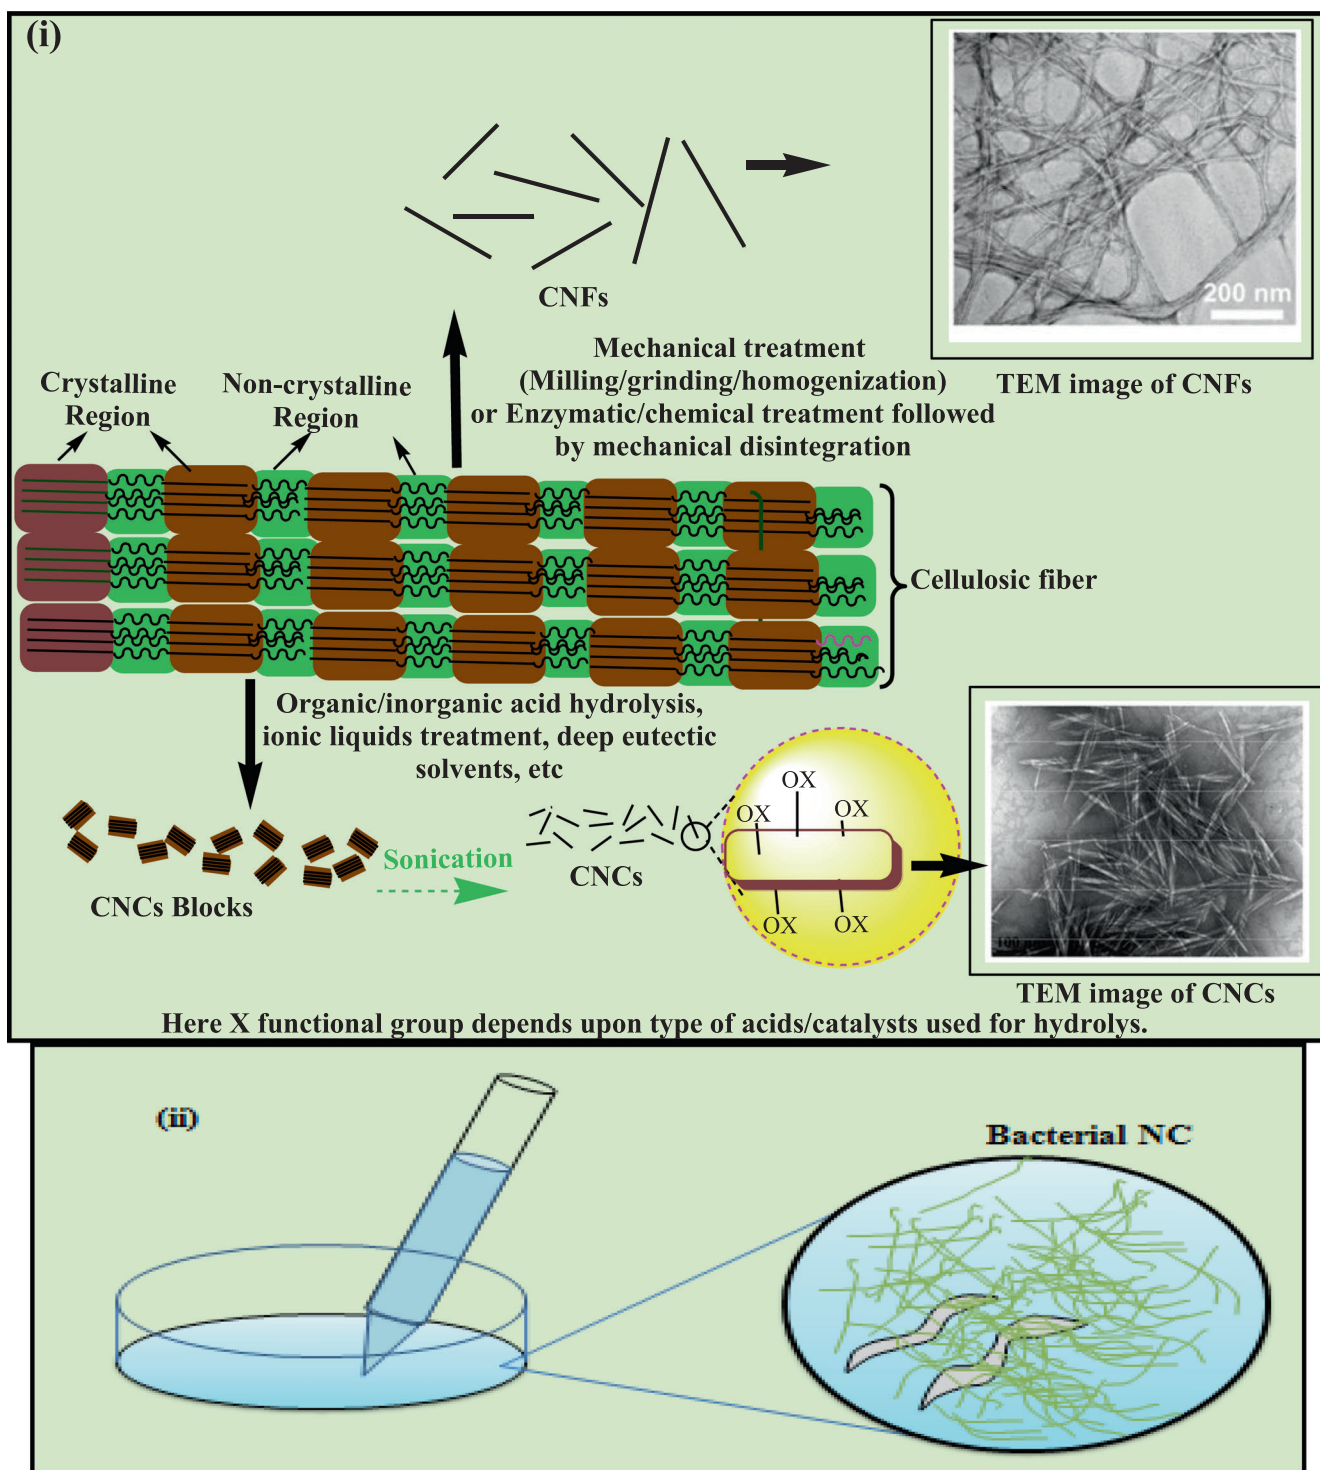 (i)
200 nm
TEM image of CNFs
CNFs
Mechanical treatment
(Milling/grinding/homogenization)
or Enzymatic/chemical treatment followed
by mechanical disintegration
Crystalline
Region
Non-crystalline
Region
Cellulosic fiber
Organic/inorganic acid hydrolysis,
ionic liquids treatment, deep eutectic
solvents, etc
CNCs Blocks
Sonication
CNCs
OX
OX
OX
OX
OX
100 nm
TEM image of CNCs
Here X functional group depends upon type of acids/catalysts used for hydrolys.
(ii)
Bacterial NC